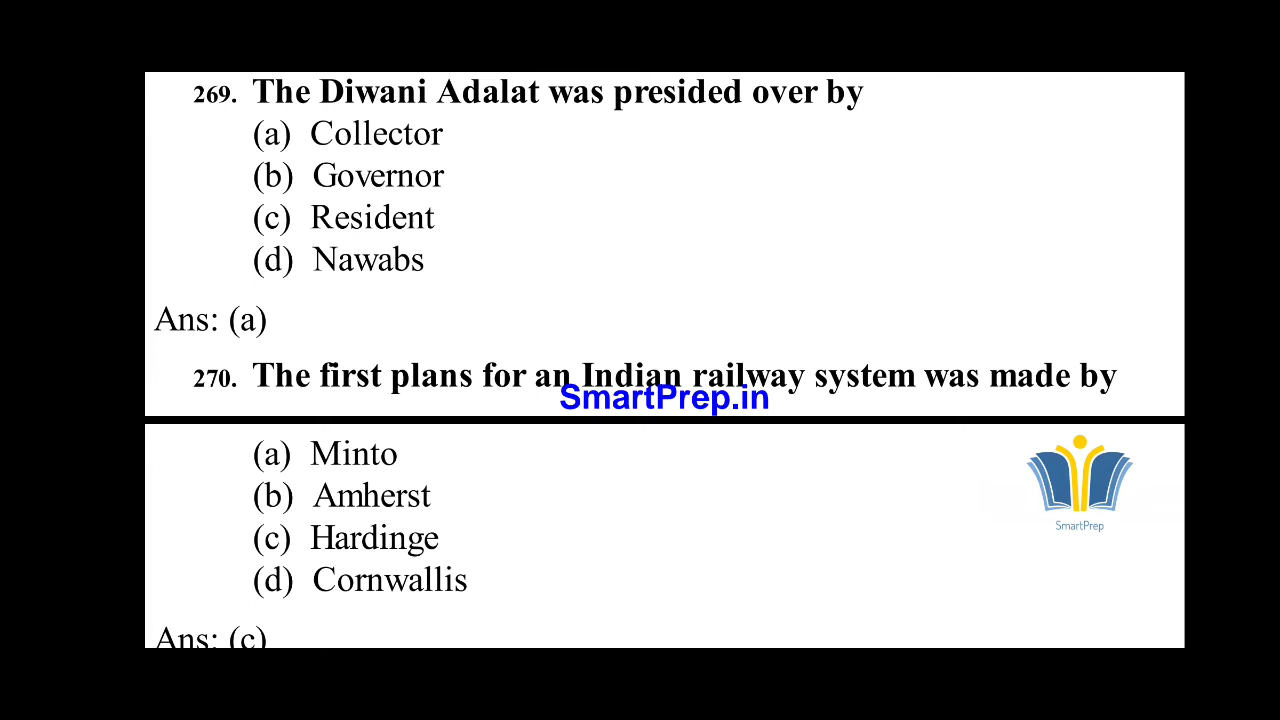 269. The Diwani Adalat was presided over by
(a) Collector
(b) Governor
(c) Resident
(d) Nawabs
Ans: (a)
270. The first plans for an Indian railway system was made by
SmartPrep.in
(a) Minto
(b) Amherst
(c) Hardinge
(d) Cornwallis
SmartPrep
Ans: (c)